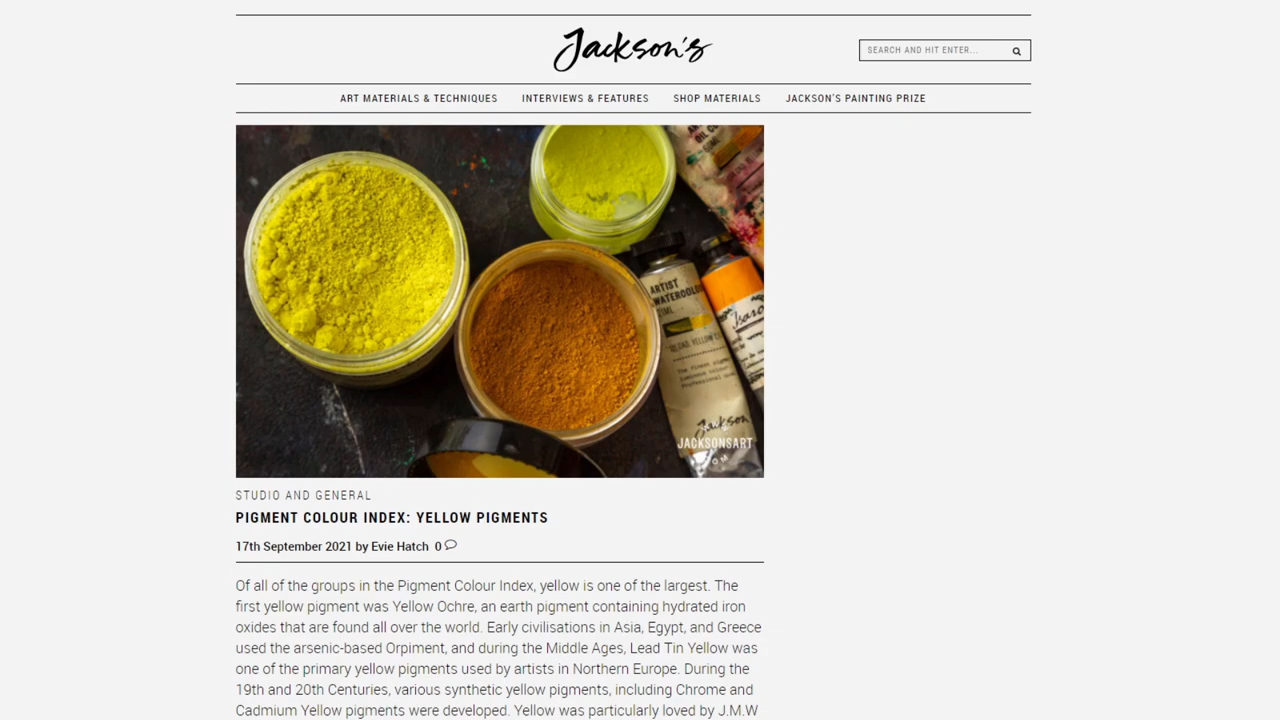 Jackson's
SEARCH AND HIT ENTER...
ART MATERIALS & TECHNIQUES INTERVIEWS & FEATURES SHOP MATERIALS JACKSON'S PAINTING PRIZE
OIL CO
ARTIST
WATERCOLOU
Jackson
JACKSONSART
STUDIO AND GENERAL
PIGMENT COLOUR INDEX: YELLOW PIGMENTS
17th September 2021 by Evie Hatch 0
Of all of the groups in the Pigment Colour Index, yellow is one of the largest. The
first yellow pigment was Yellow Ochre, an earth pigment containing hydrated iron
oxides that are found all over the world. Early civilisations in Asia, Egypt, and Greece
used the arsenic-based Orpiment, and during the Middle Ages, Lead Tin Yellow was
one of the primary yellow pigments used by artists in Northern Europe. During the
19th and 20th Centuries, various synthetic yellow pigments, including Chrome and
Cadmium Yellow pigments were developed. Yellow was particularly loved by J.M.W